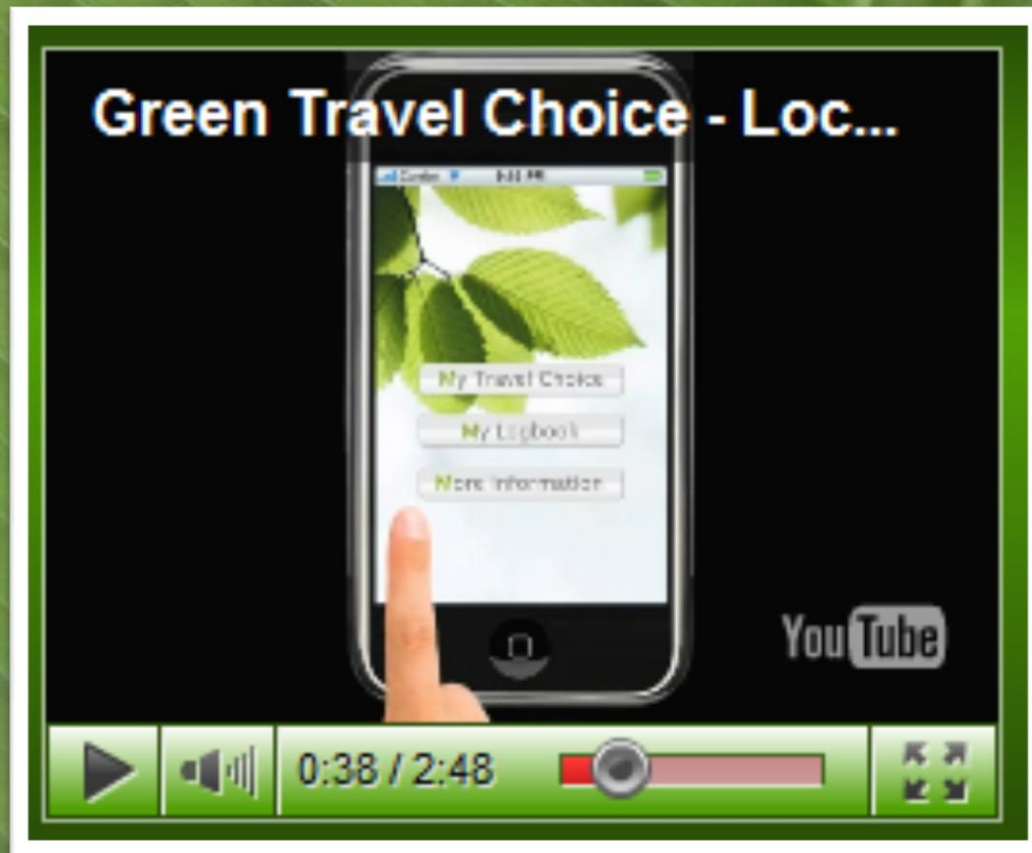 Green Travel Choice - Loc...
My Travel Choice
My Logbook
More Information
YouTube
0:38 / 2:48